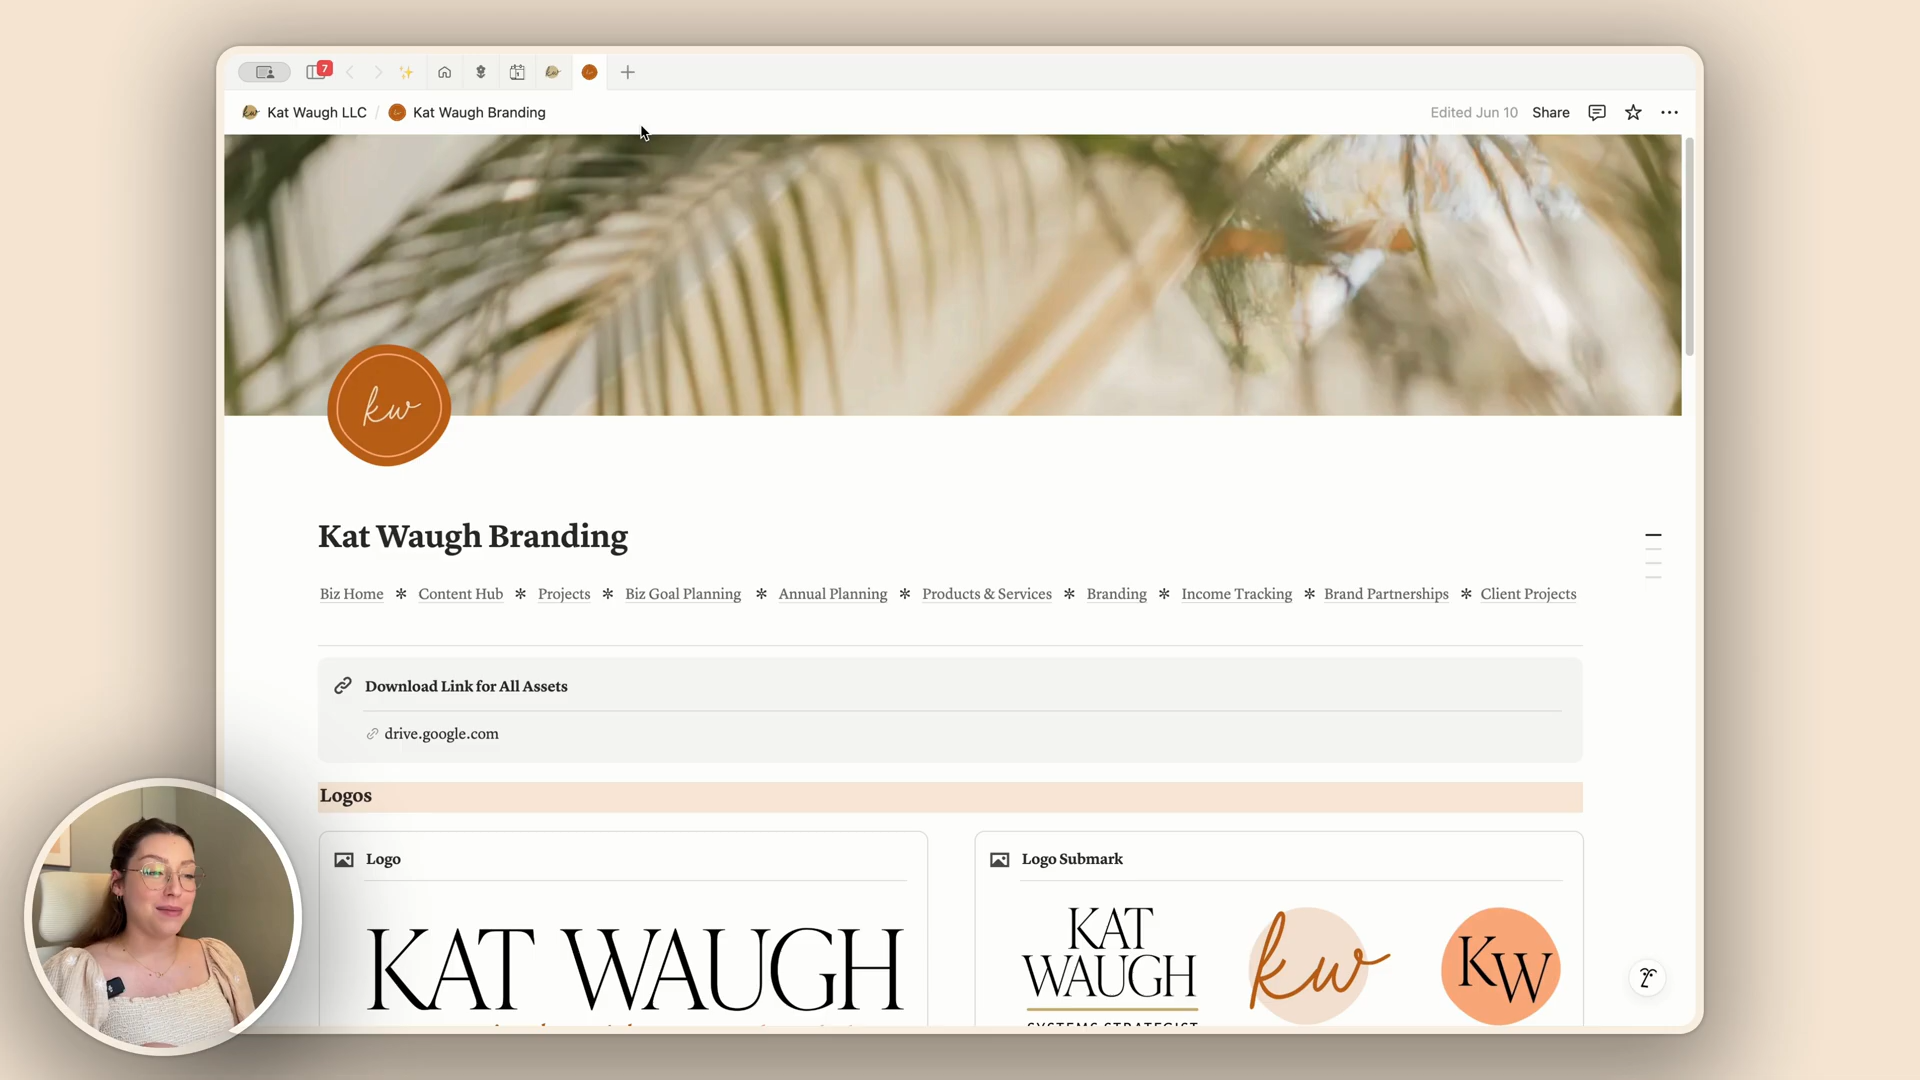 7
Kat Waugh LLC / Kat Waugh Branding
Edited Jun 10 Share
kw
Kat Waugh Branding
Biz Home * Content Hub * Projects * Biz Goal Planning * Annual Planning * Products & Services * Branding * Income Tracking * Brand Partnerships * Client Projects
Download Link for All Assets
drive.google.com
Logos
Logo
Logo Submark
KAT WAUGH
KAT
WAUGH
SYSTEMS STRATEGIST
kw
KW